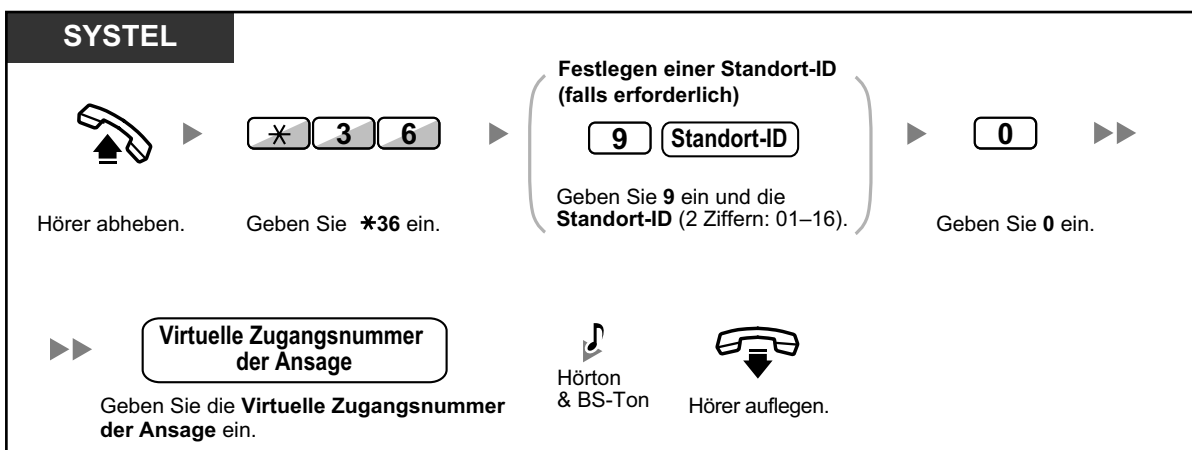 SYSTEL
Festlegen einer Standort-ID
(falls erforderlich)
* 3 6
9 Standort-ID
0
Hörer abheben.
Geben Sie *36 ein.
Geben Sie 9 ein und die
Standort-ID (2 Ziffern: 01–16).
Geben Sie 0 ein.
Virtuelle Zugangsnummer
der Ansage
Geben Sie die Virtuelle Zugangsnummer
der Ansage ein.
Hörton
& BS-Ton
Hörer auflegen.